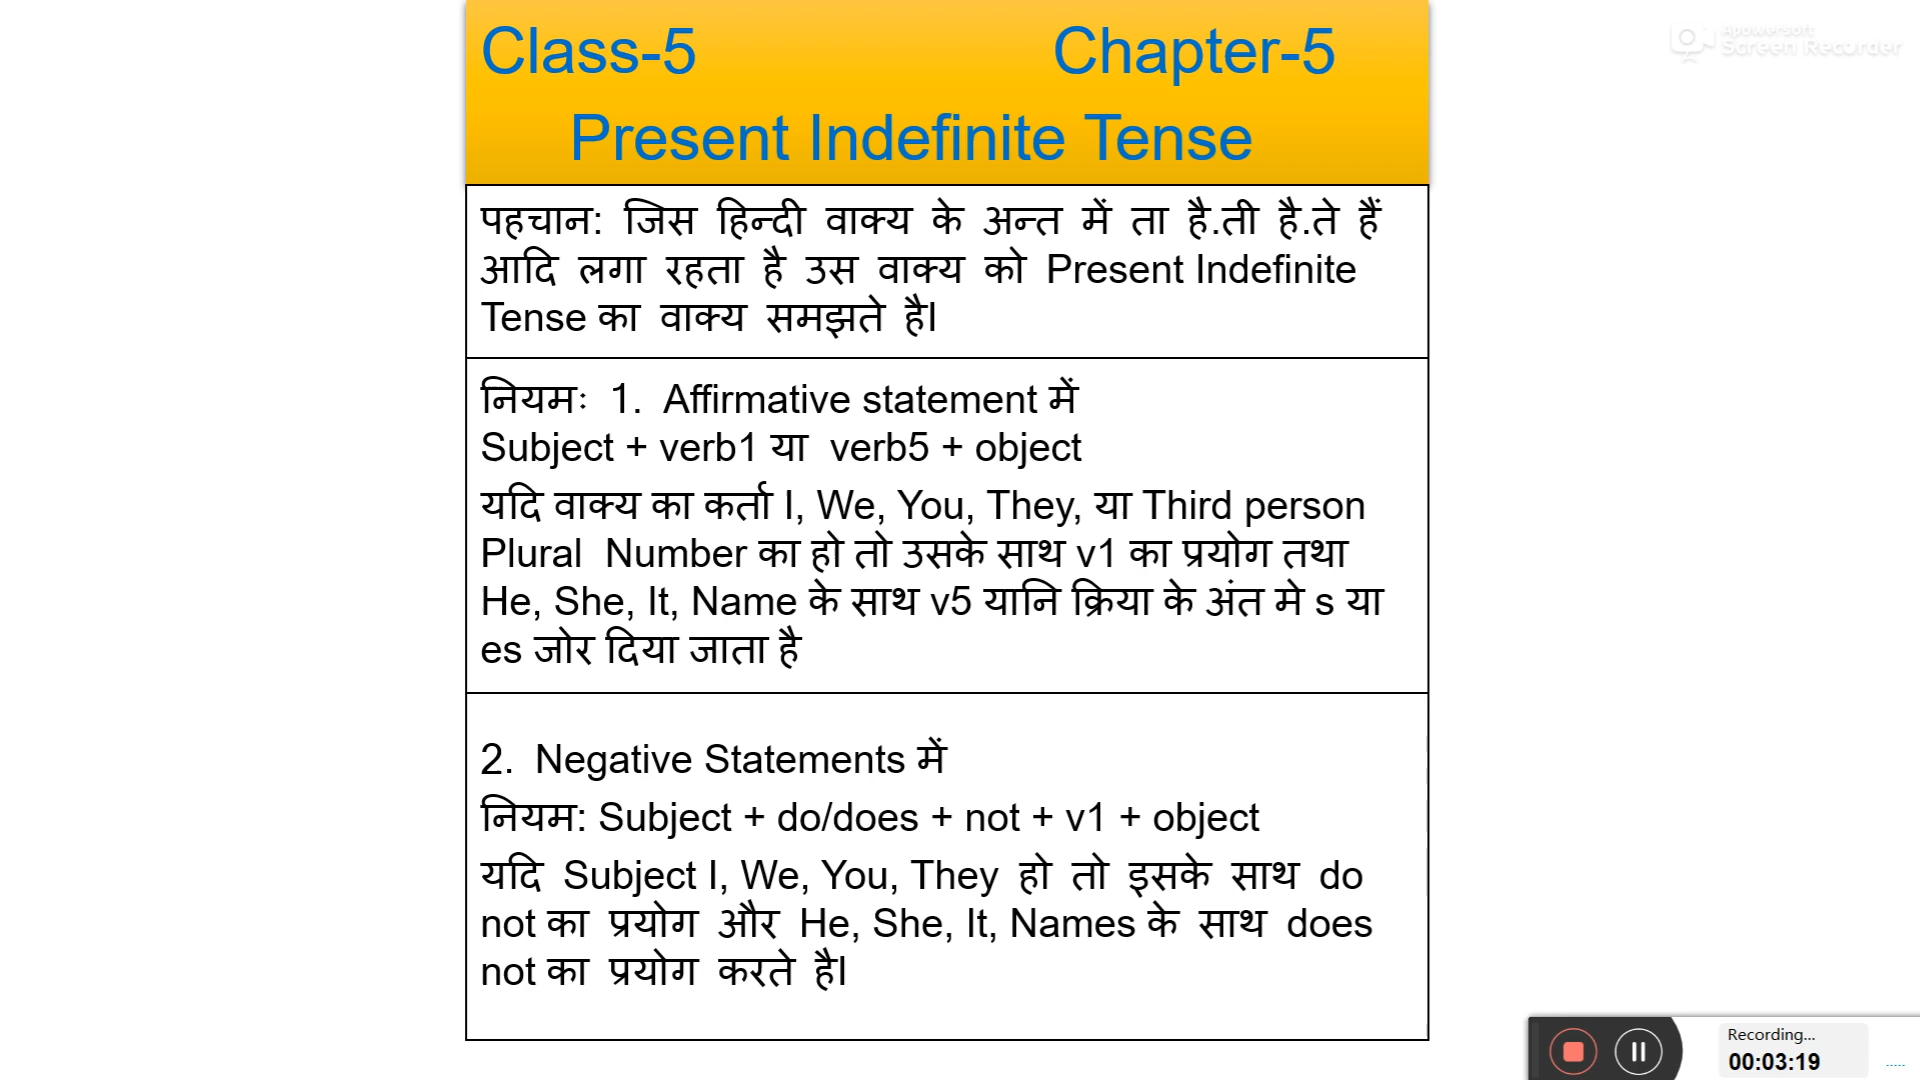 Class-5 Chapter-5
Present Indefinite Tense
पहचान: जिस हिन्दी वाक्य के अन्त में ता है.ती है.ते हैं
आदि लगा रहता है उस वाक्य को Present Indefinite
Tense का वाक्य समझते है।
नियमः 1. Affirmative statement में
Subject + verb1 या verb5 + object
यदि वाक्य का कर्ता I, We, You, They, या Third person
Plural Number का हो तो उसके साथ v1 का प्रयोग तथा
He, She, It, Name के साथ v5 यानि क्रिया के अंत मे s या
es जोर दिया जाता है
2. Negative Statements में
नियम: Subject + do/does + not + v1 + object
यदि Subject I, We, You, They हो तो इसके साथ do
not का प्रयोग और He, She, It, Names के साथ does
not का प्रयोग करते है।
Apowersoft
Screen Recorder
Recording...
00:03:19